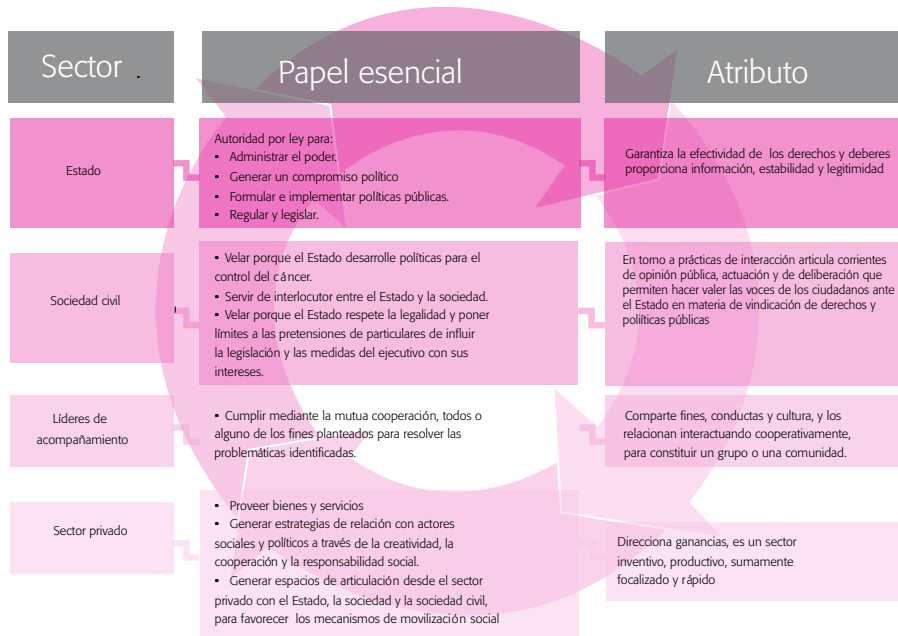 Sector .
Papel esencial
Atributo
Estado
Autoridad por ley para:
• Administrar el poder.
• Generar un compromiso político
• Formular e implementar políticas públicas.
• Regular y legislar.
Garantiza la efectividad de los derechos y deberes
proporciona información, estabilidad y legitimidad
Sociedad civil
• Velar porque el Estado desarrolle políticas para el
control del cáncer.
• Servir de interlocutor entre el Estado y la sociedad.
• Velar porque el Estado respete la legalidad y poner
límites a las pretensiones de particulares de influir
la legislación y las medidas del ejecutivo con sus
intereses.
En torno a prácticas de interacción articula corrientes
de opinión pública, actuación y de deliberación que
permiten hacer valer las voces de los ciudadanos ante
el Estado en materia de vindicación de derechos y
poliíticas públicas
Líderes de
acompañamiento
• Cumplir mediante la mutua cooperación, todos o
alguno de los fines planteados para resolver las
problemáticas identificadas.
Comparte fines, conductas y cultura, y los
relacionan interactuando cooperativamente,
para constituir un grupo o una comunidad.
Sector privado
• Proveer bienes y servicios
• Generar estrategias de relación con actores
sociales y políticos a través de la creatividad, la
cooperación y la responsabilidad social.
• Generar espacios de articulación desde el sector
privado con el Estado, la sociedad y la sociedad civil,
para favorecer los mecanismos de movilización social
Direcciona ganancias, es un sector
inventivo, productivo, sumamente
focalizado y rápido